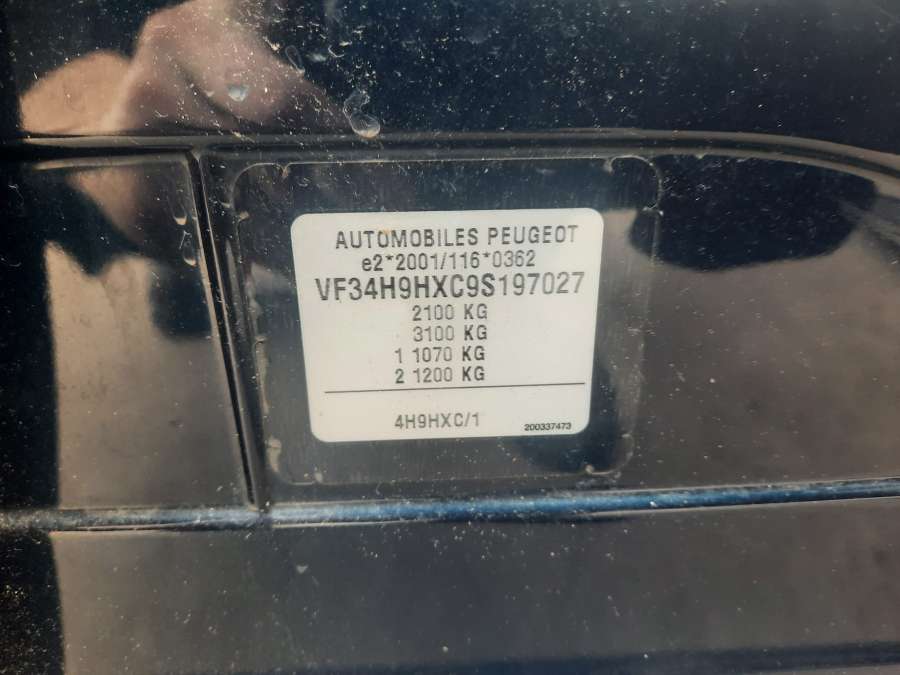 AUTOMOBILES PEUGEOT
e2*2001/116*0362
VF34H9HXC9S197027
2100 KG
3100 KG
1 1070 KG
2 1200 KG
4H9HXC/1
200337473